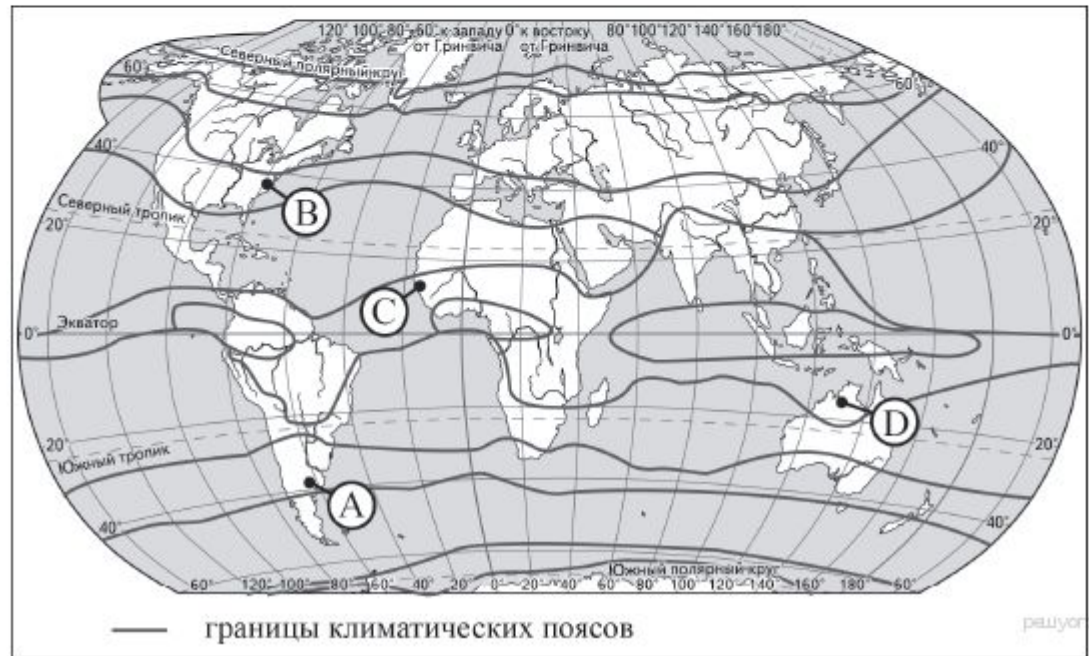 120° 100° 80° 60° к западу 0° к востоку 80°100°120°140°160°180°
от Гринвича от Гринвича
Северный полярный круг
60°
60°
40°
40°
B
Северный тропик
20°
20°
C
Экватор
0°
0°
D
20°
20°
Южный тропик
A
40°
40°
Южный полярный круг
60° 120° 100° 80° 60° 40° 20° 0° 20° 40° 60° 80° 100° 120° 140° 180° 60°
границы климатических поясов